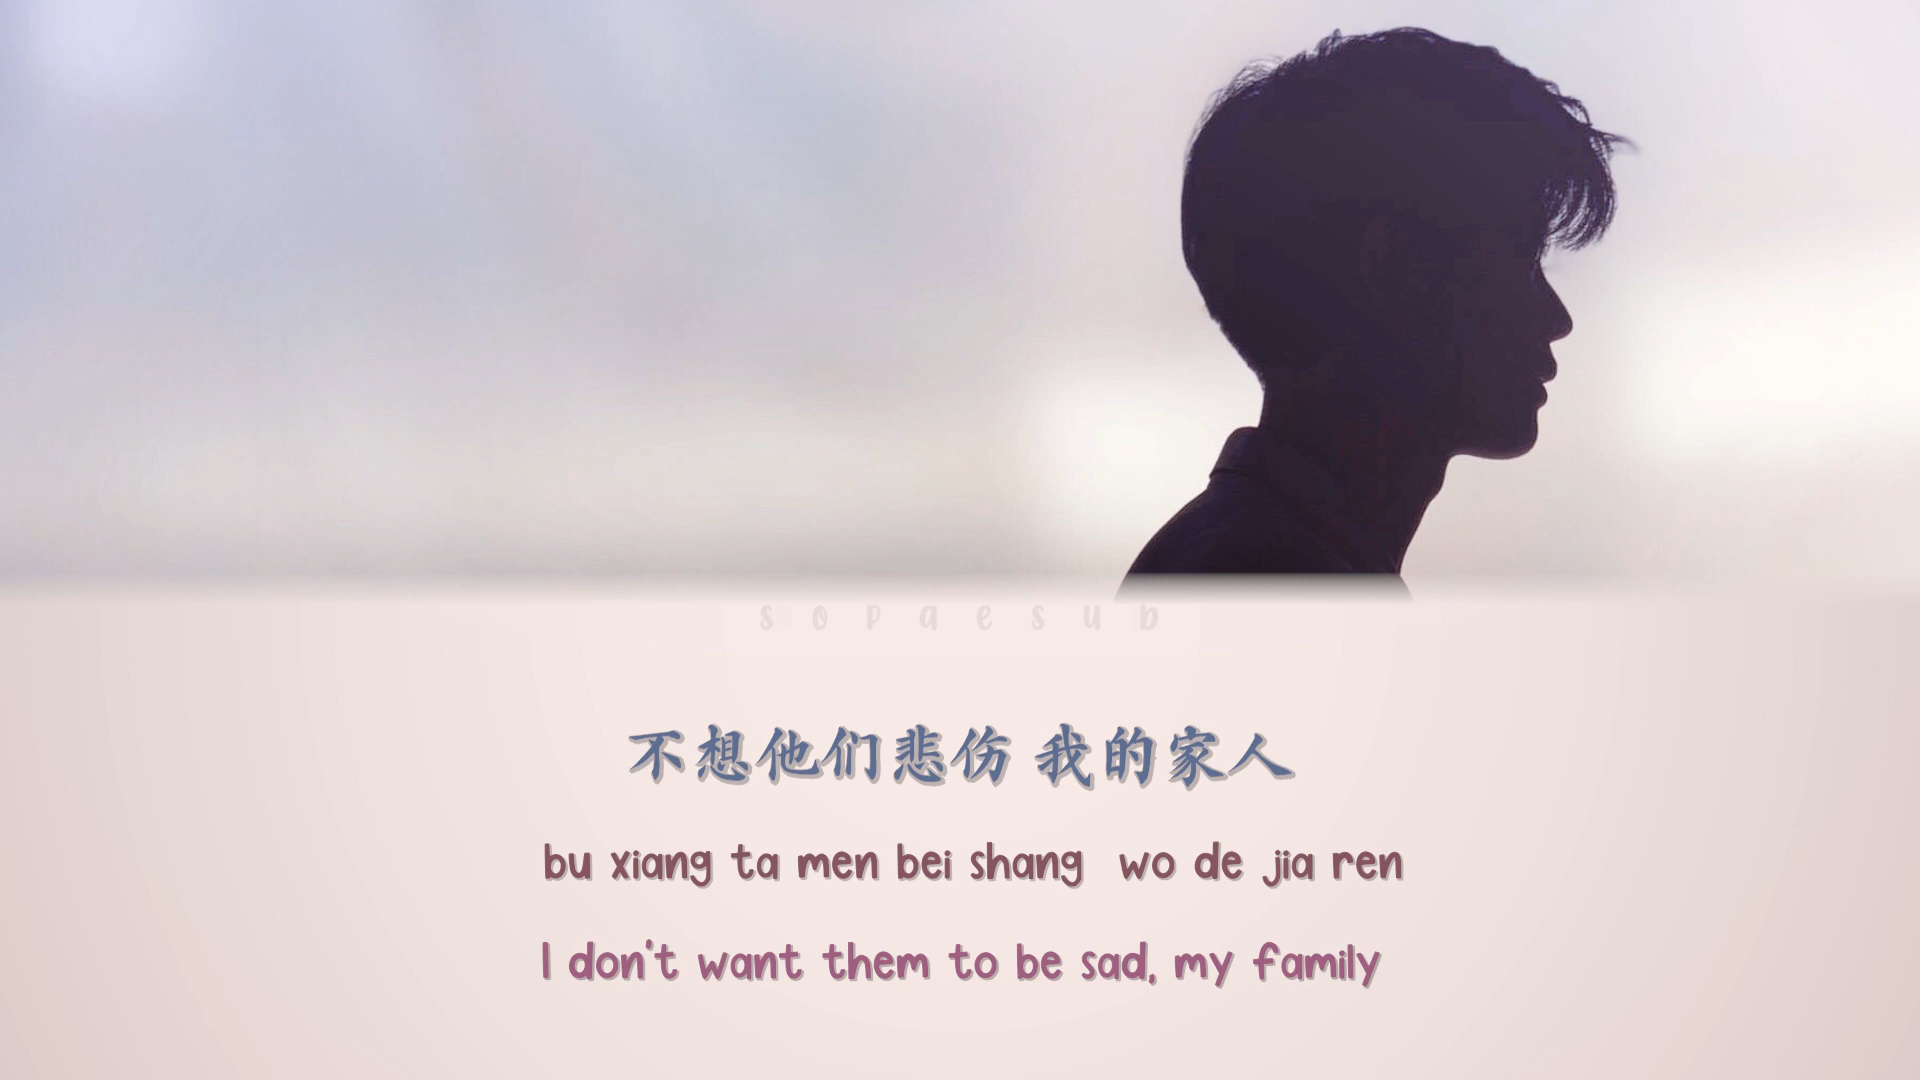 sopaesub
不想他们悲伤 我的家人
bu xiang ta men bei shang wo de jia ren
I don't want them to be sad, my family